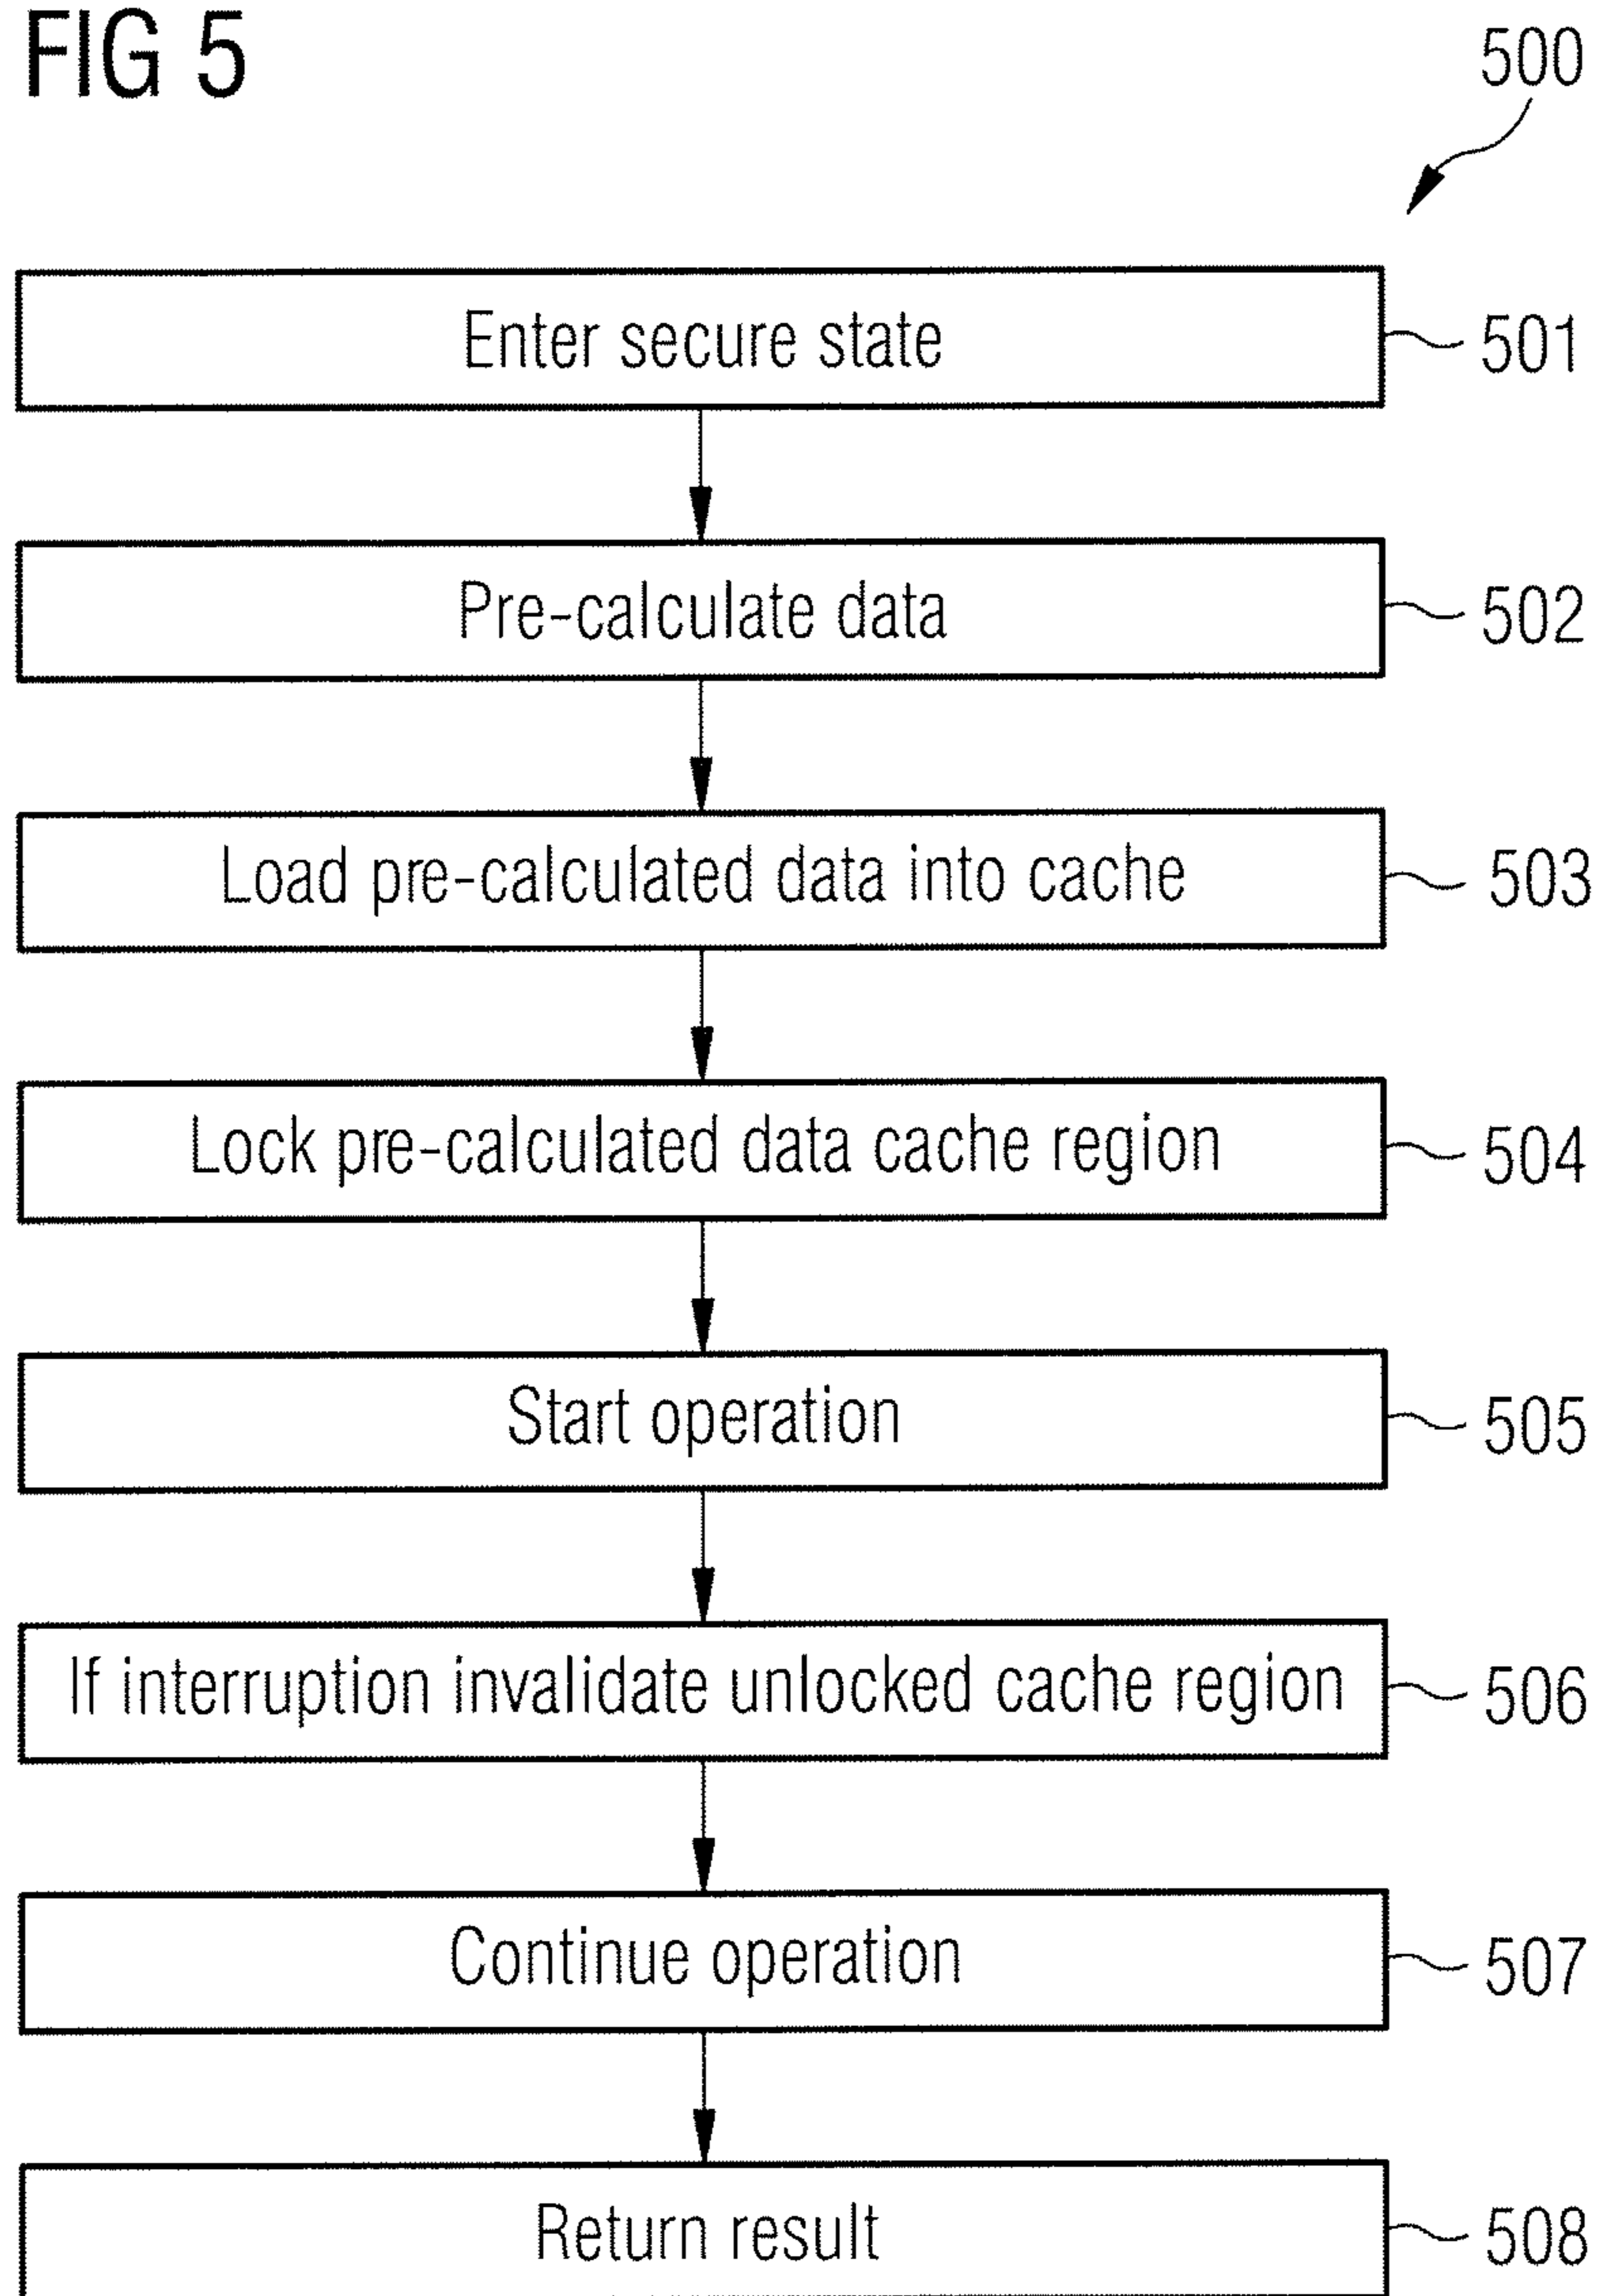 FIG 5
500
Enter secure state
501
Pre-calculate data
502
Load pre-calculated data into cache
503
Lock pre-calculated data cache region
504
Start operation
505
If interruption invalidate unlocked cache region
506
Continue operation
507
Return result
508